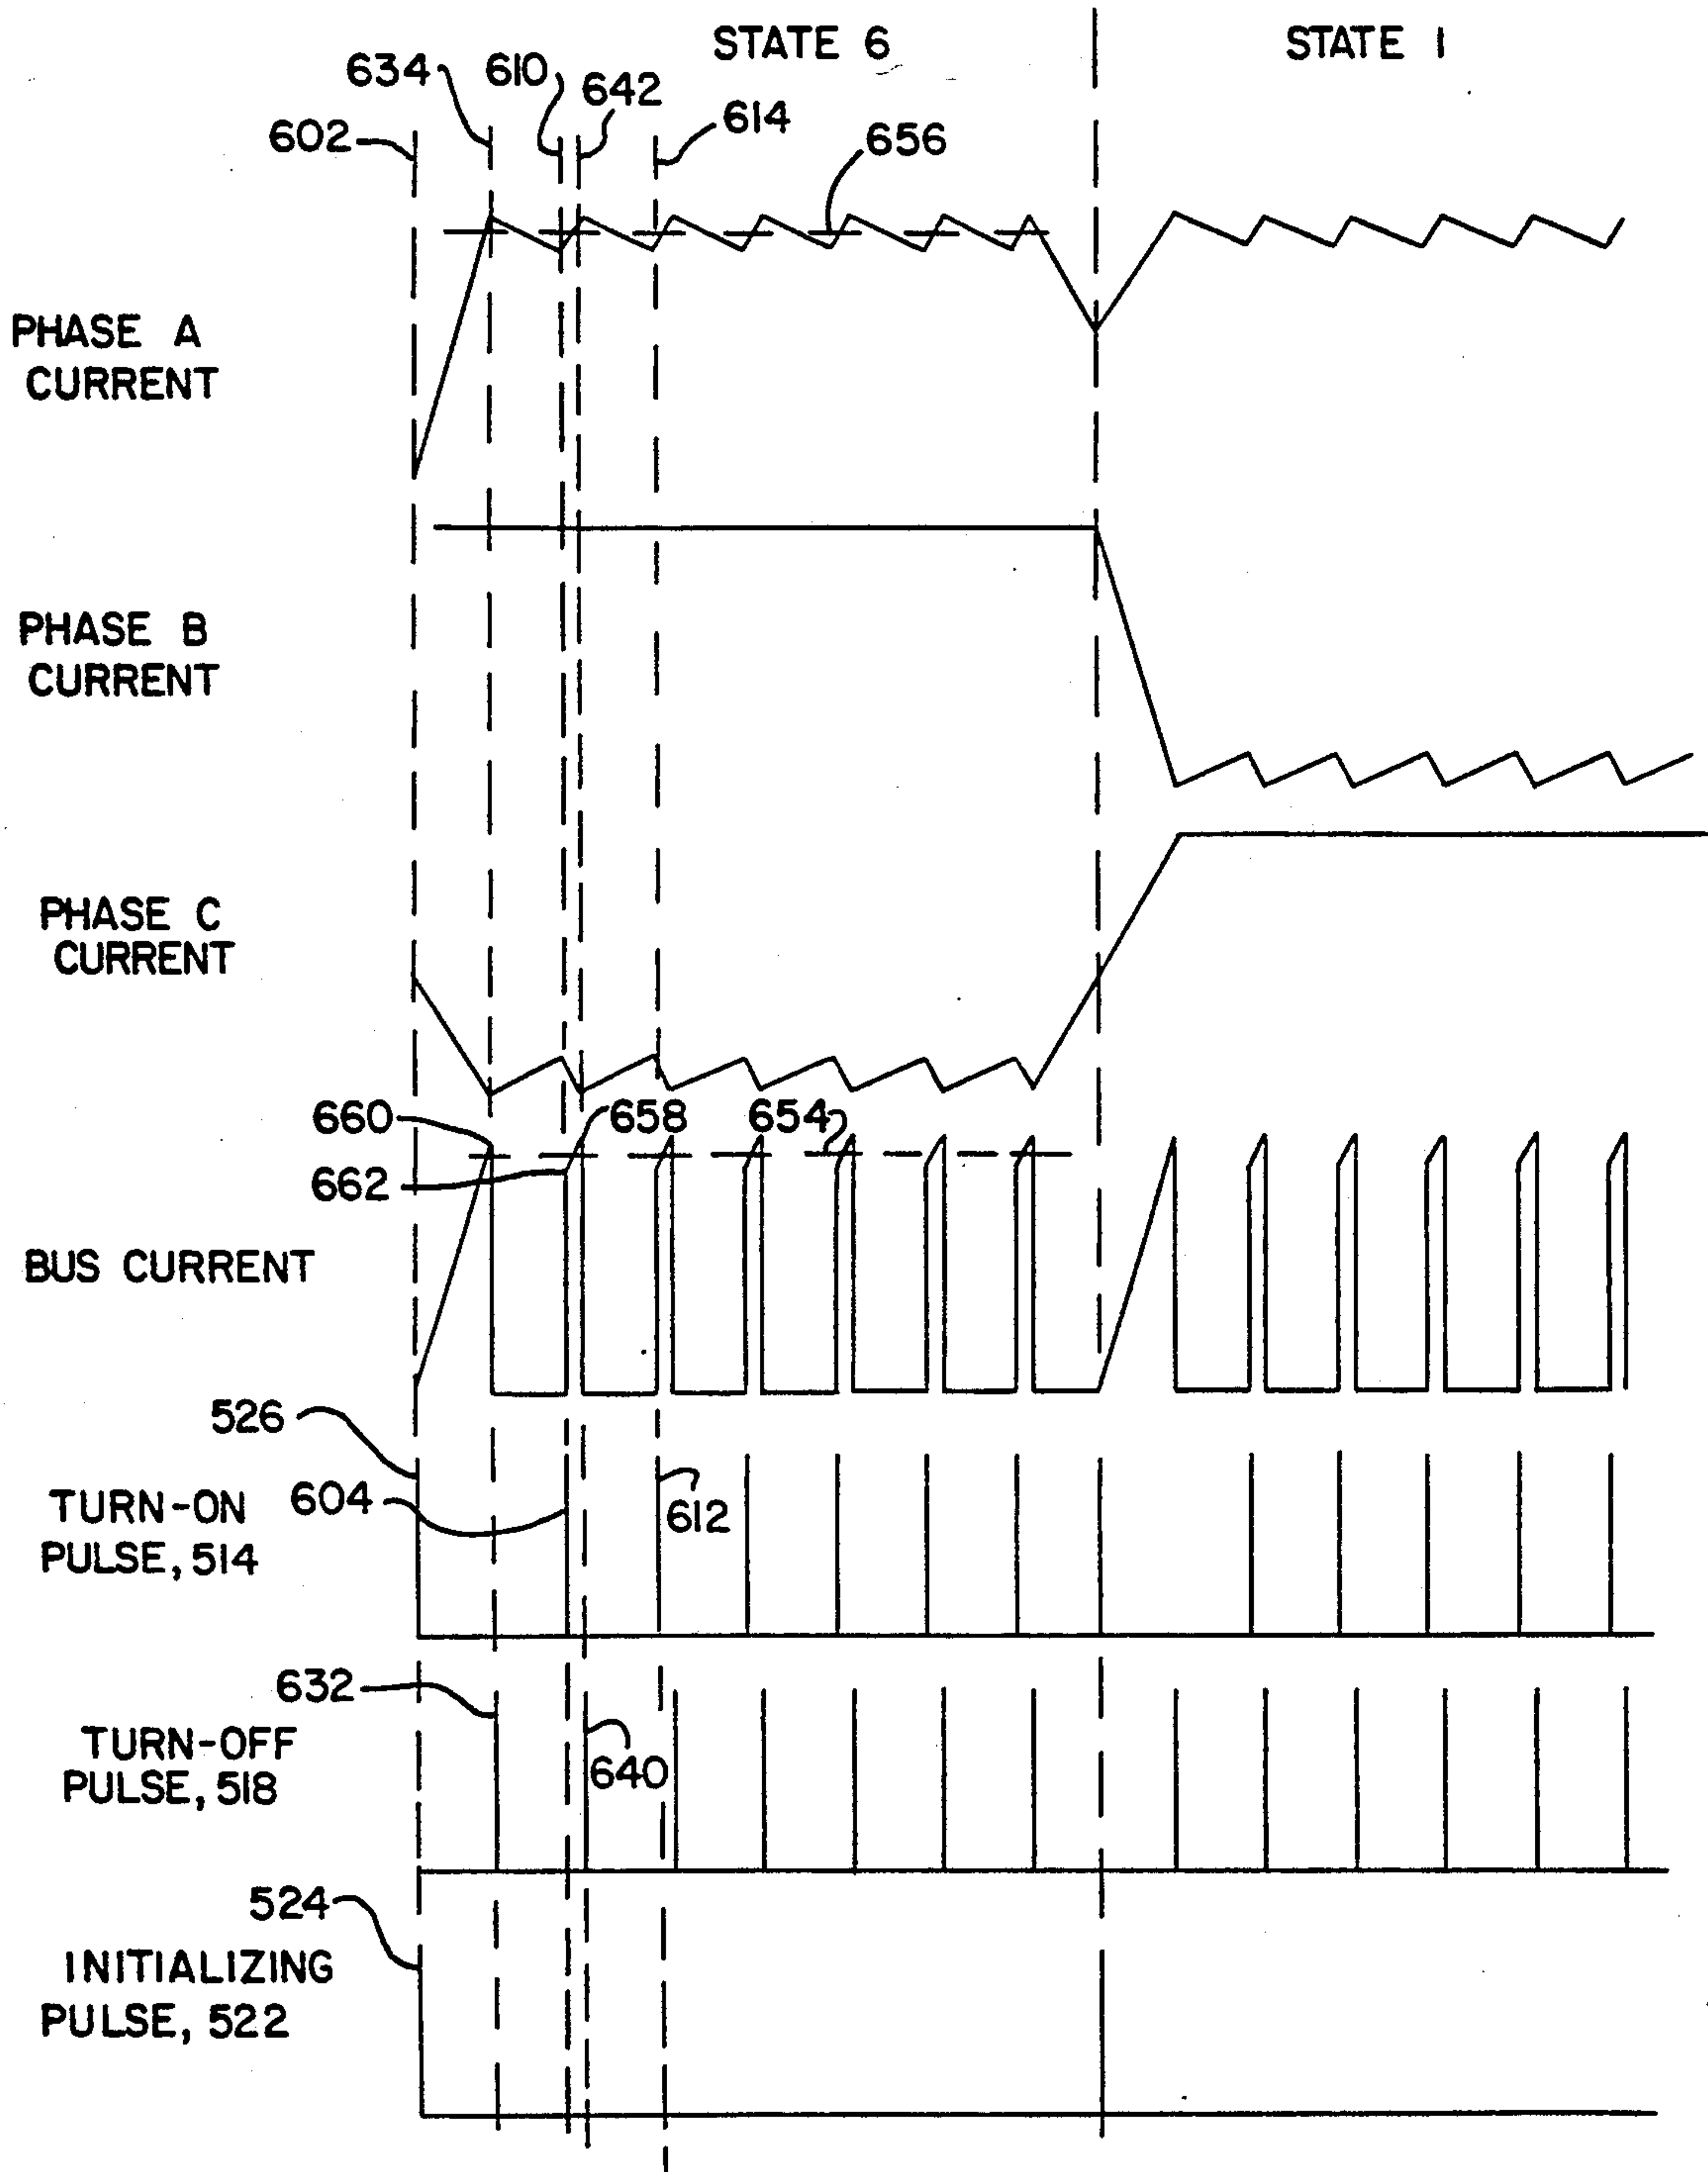 STATE 6
STATE 1
634
610
642
614
602
656
PHASE A
CURRENT
PHASE B
CURRENT
PHASE C
CURRENT
660
658
654
662
BUS CURRENT
526
TURN-ON
PULSE, 514
604
612
632
TURN-OFF
PULSE, 518
640
524
INITIALIZING
PULSE, 522